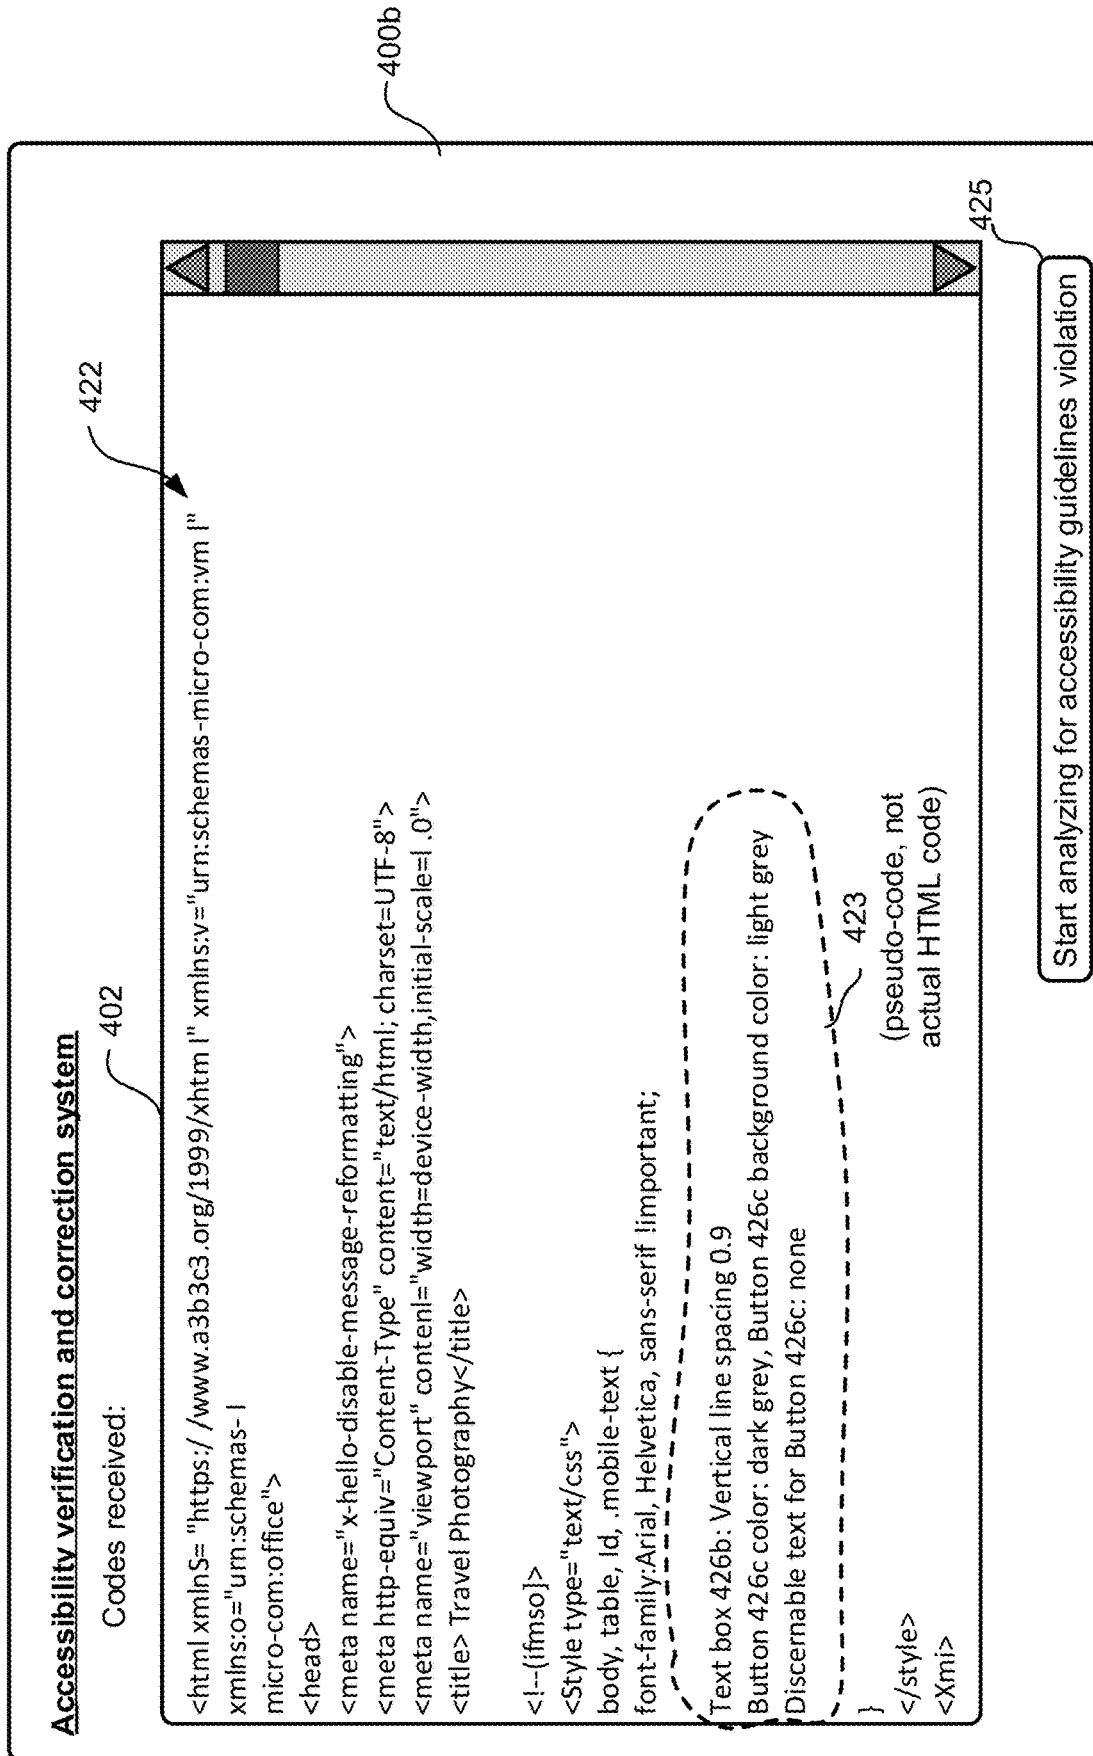 Accessibility verification and correction system
400b
Codes received:
402
422
<html xmlnS= "https:/ /www.a3b3c3.org/1999/xhtm l" xmlns:v="urn:schemas-micro-com:vm l"
xmlns:o="urn:schemas- l
micro-com:office">
<head>
<meta name="x-hello-disable-message-reformatting">
<meta http-equiv="Content-Type" content="text/html; charset=UTF-8">
<meta name="viewport" contenl="width=device-width,initial-scale=l .0">
<title> Travel Photography</title>
<!--(ifmso]>
<Style type="text/css">
body, table, ld, .mobile-text {
font-family:Arial, Helvetica, sans-serif !important;
Text box 426b: Vertical line spacing 0.9
Button 426c color: dark grey, Button 426c background color: light grey
Discernable text for Button 426c: none
423
(pseudo-code, not
actual HTML code)
}
</style>
<Xmi>
425
Start analyzing for accessibility guidelines violation